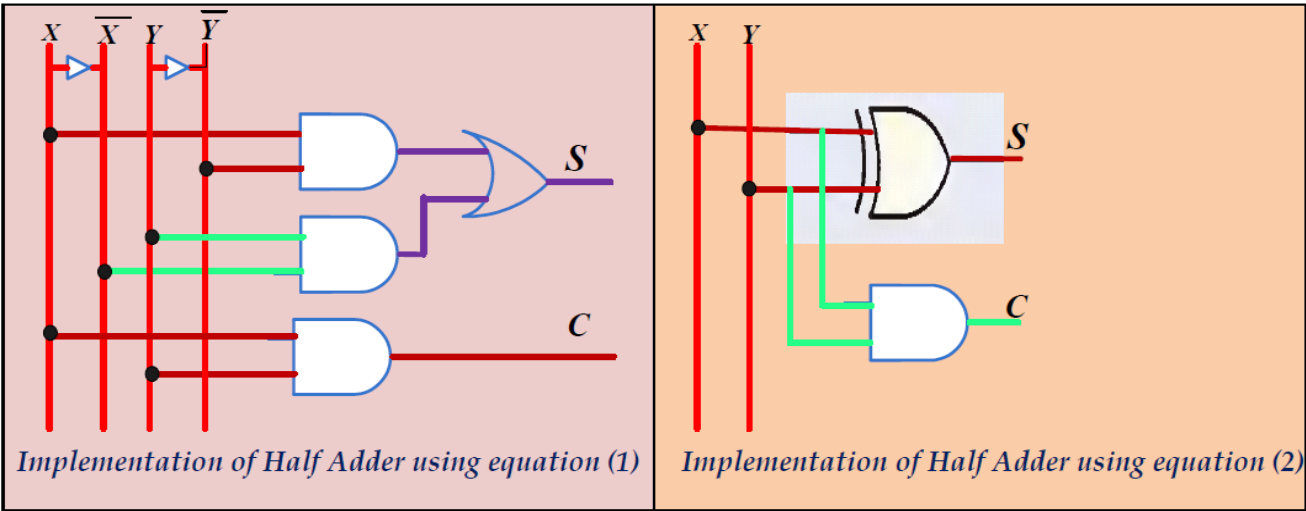 X X̅ Y Y̅
S
C
Implementation of Half Adder using equation (1)
X Y
S
C
Implementation of Half Adder using equation (2)